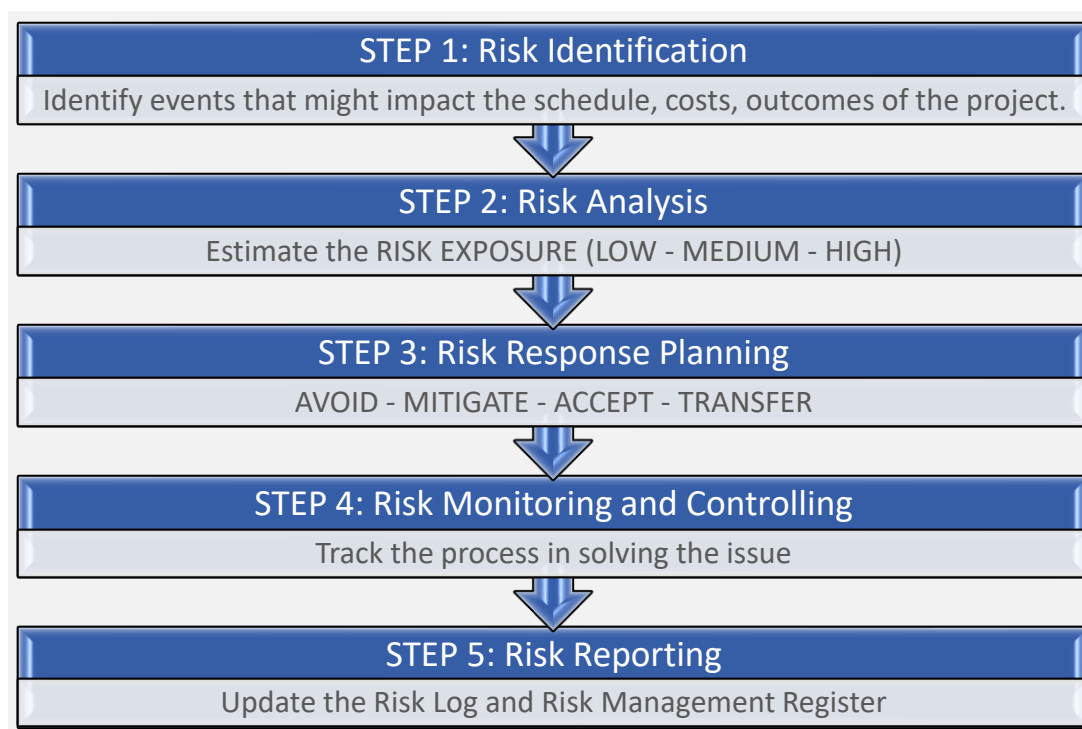 STEP 1: Risk Identification
Identify events that might impact the schedule, costs, outcomes of the project.
STEP 2: Risk Analysis
Estimate the RISK EXPOSURE (LOW - MEDIUM - HIGH)
STEP 3: Risk Response Planning
AVOID - MITIGATE - ACCEPT - TRANSFER
STEP 4: Risk Monitoring and Controlling
Track the process in solving the issue
STEP 5: Risk Reporting
Update the Risk Log and Risk Management Register